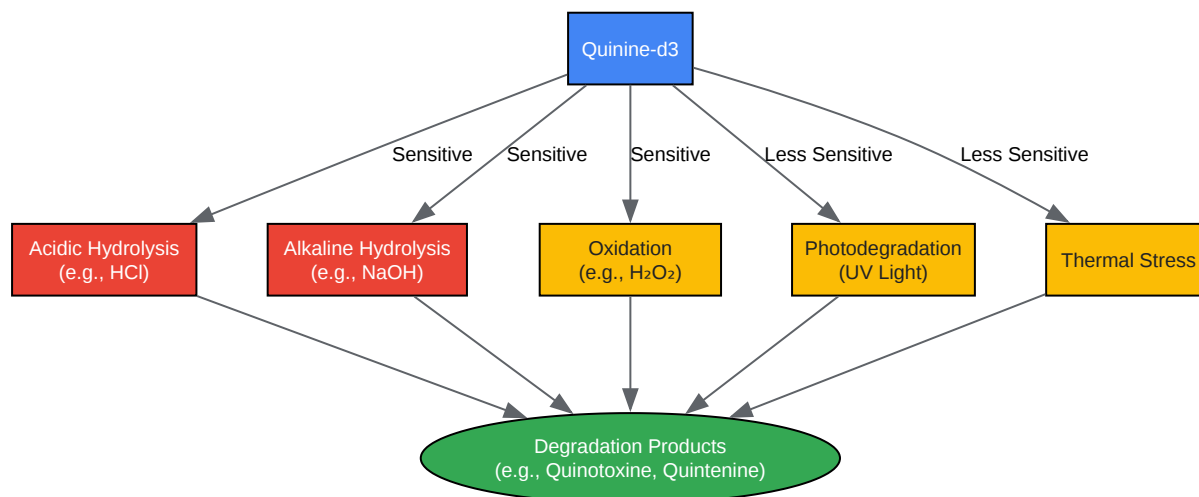 Quinine-d3
Sensitive
Sensitive
Sensitive
Less Sensitive
Less Sensitive
Acidic Hydrolysis
(e.g., HCl)
Alkaline Hydrolysis
(e.g., NaOH)
Oxidation
(e.g., H₂O₂)
Photodegradation
(UV Light)
Thermal Stress
Degradation Products
(e.g., Quinotoxine, Quintenine)